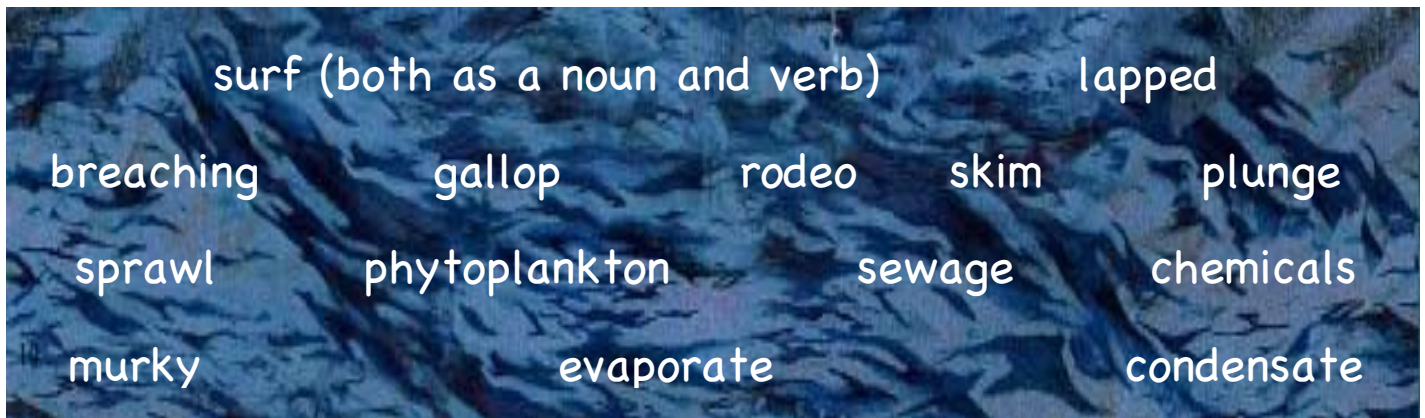 surf (both as a noun and verb) lapped
breaching gallop rodeo skim plunge
sprawl phytoplankton sewage chemicals
murky evaporate condensate